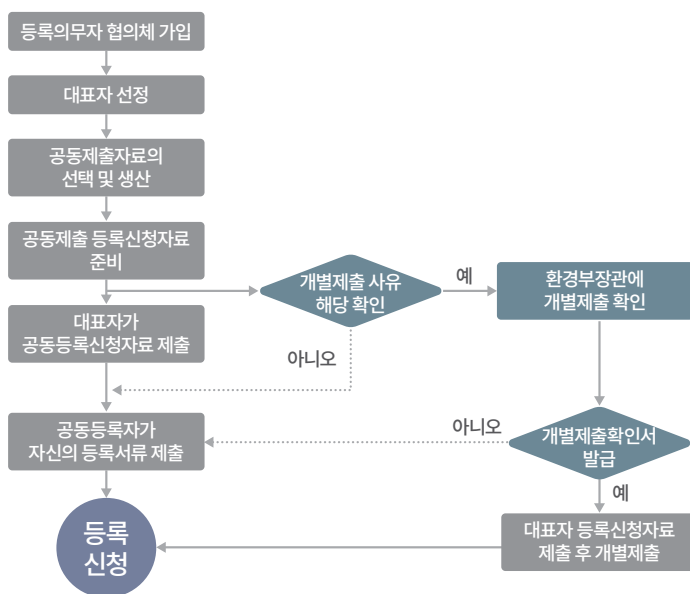 등록의무자 협의체 가입
대표자 선정
공동제출자료의
선택 및 생산
공동제출 등록신청자료
준비
개별제출 사유
해당 확인
예
환경부장관에
개별제출 확인
대표자가
공동등록신청자료 제출
아니오
공동등록자가
자신의 등록서류 제출
아니오
개별제출확인서
발급
예
등록
신청
대표자 등록신청자료
제출 후 개별제출